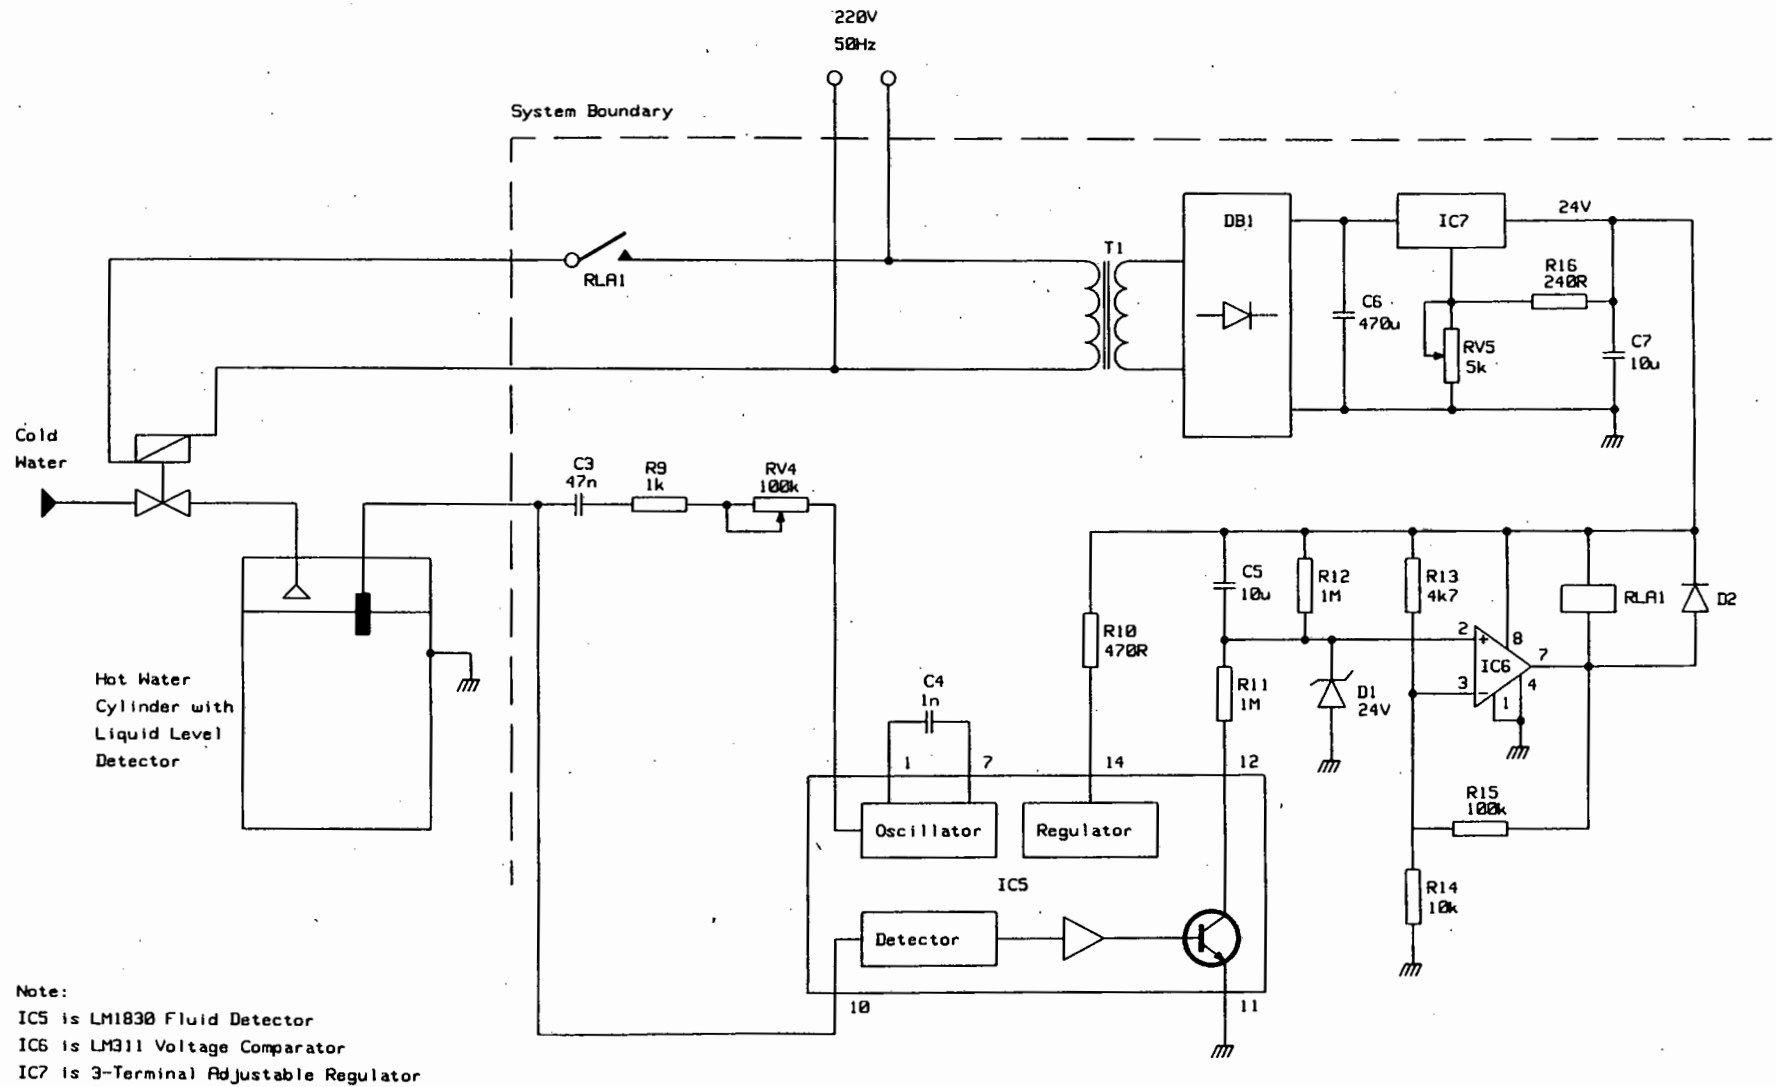 220V
50Hz
System Boundary
DB1
IC7
24V
T1
RLA1
R16
240R
C6
470u
RV5
5k
C7
10u
Cold
Water
C3
47n
R9
1k
RV4
100k
C5
10u
R12
1M
R13
4k7
RLA1
D2
R10
470R
2
+
8
IC6
7
3
-
1
4
R11
1M
D1
24V
Hot Water
Cylinder with
Liquid Level
Detector
C4
1n
1
7
14
12
R15
100k
Oscillator
Regulator
IC5
R14
10k
Detector
10
11
Note:
IC5 is LM1830 Fluid Detector
IC6 is LM311 Voltage Comparator
IC7 is 3-Terminal Adjustable Regulator